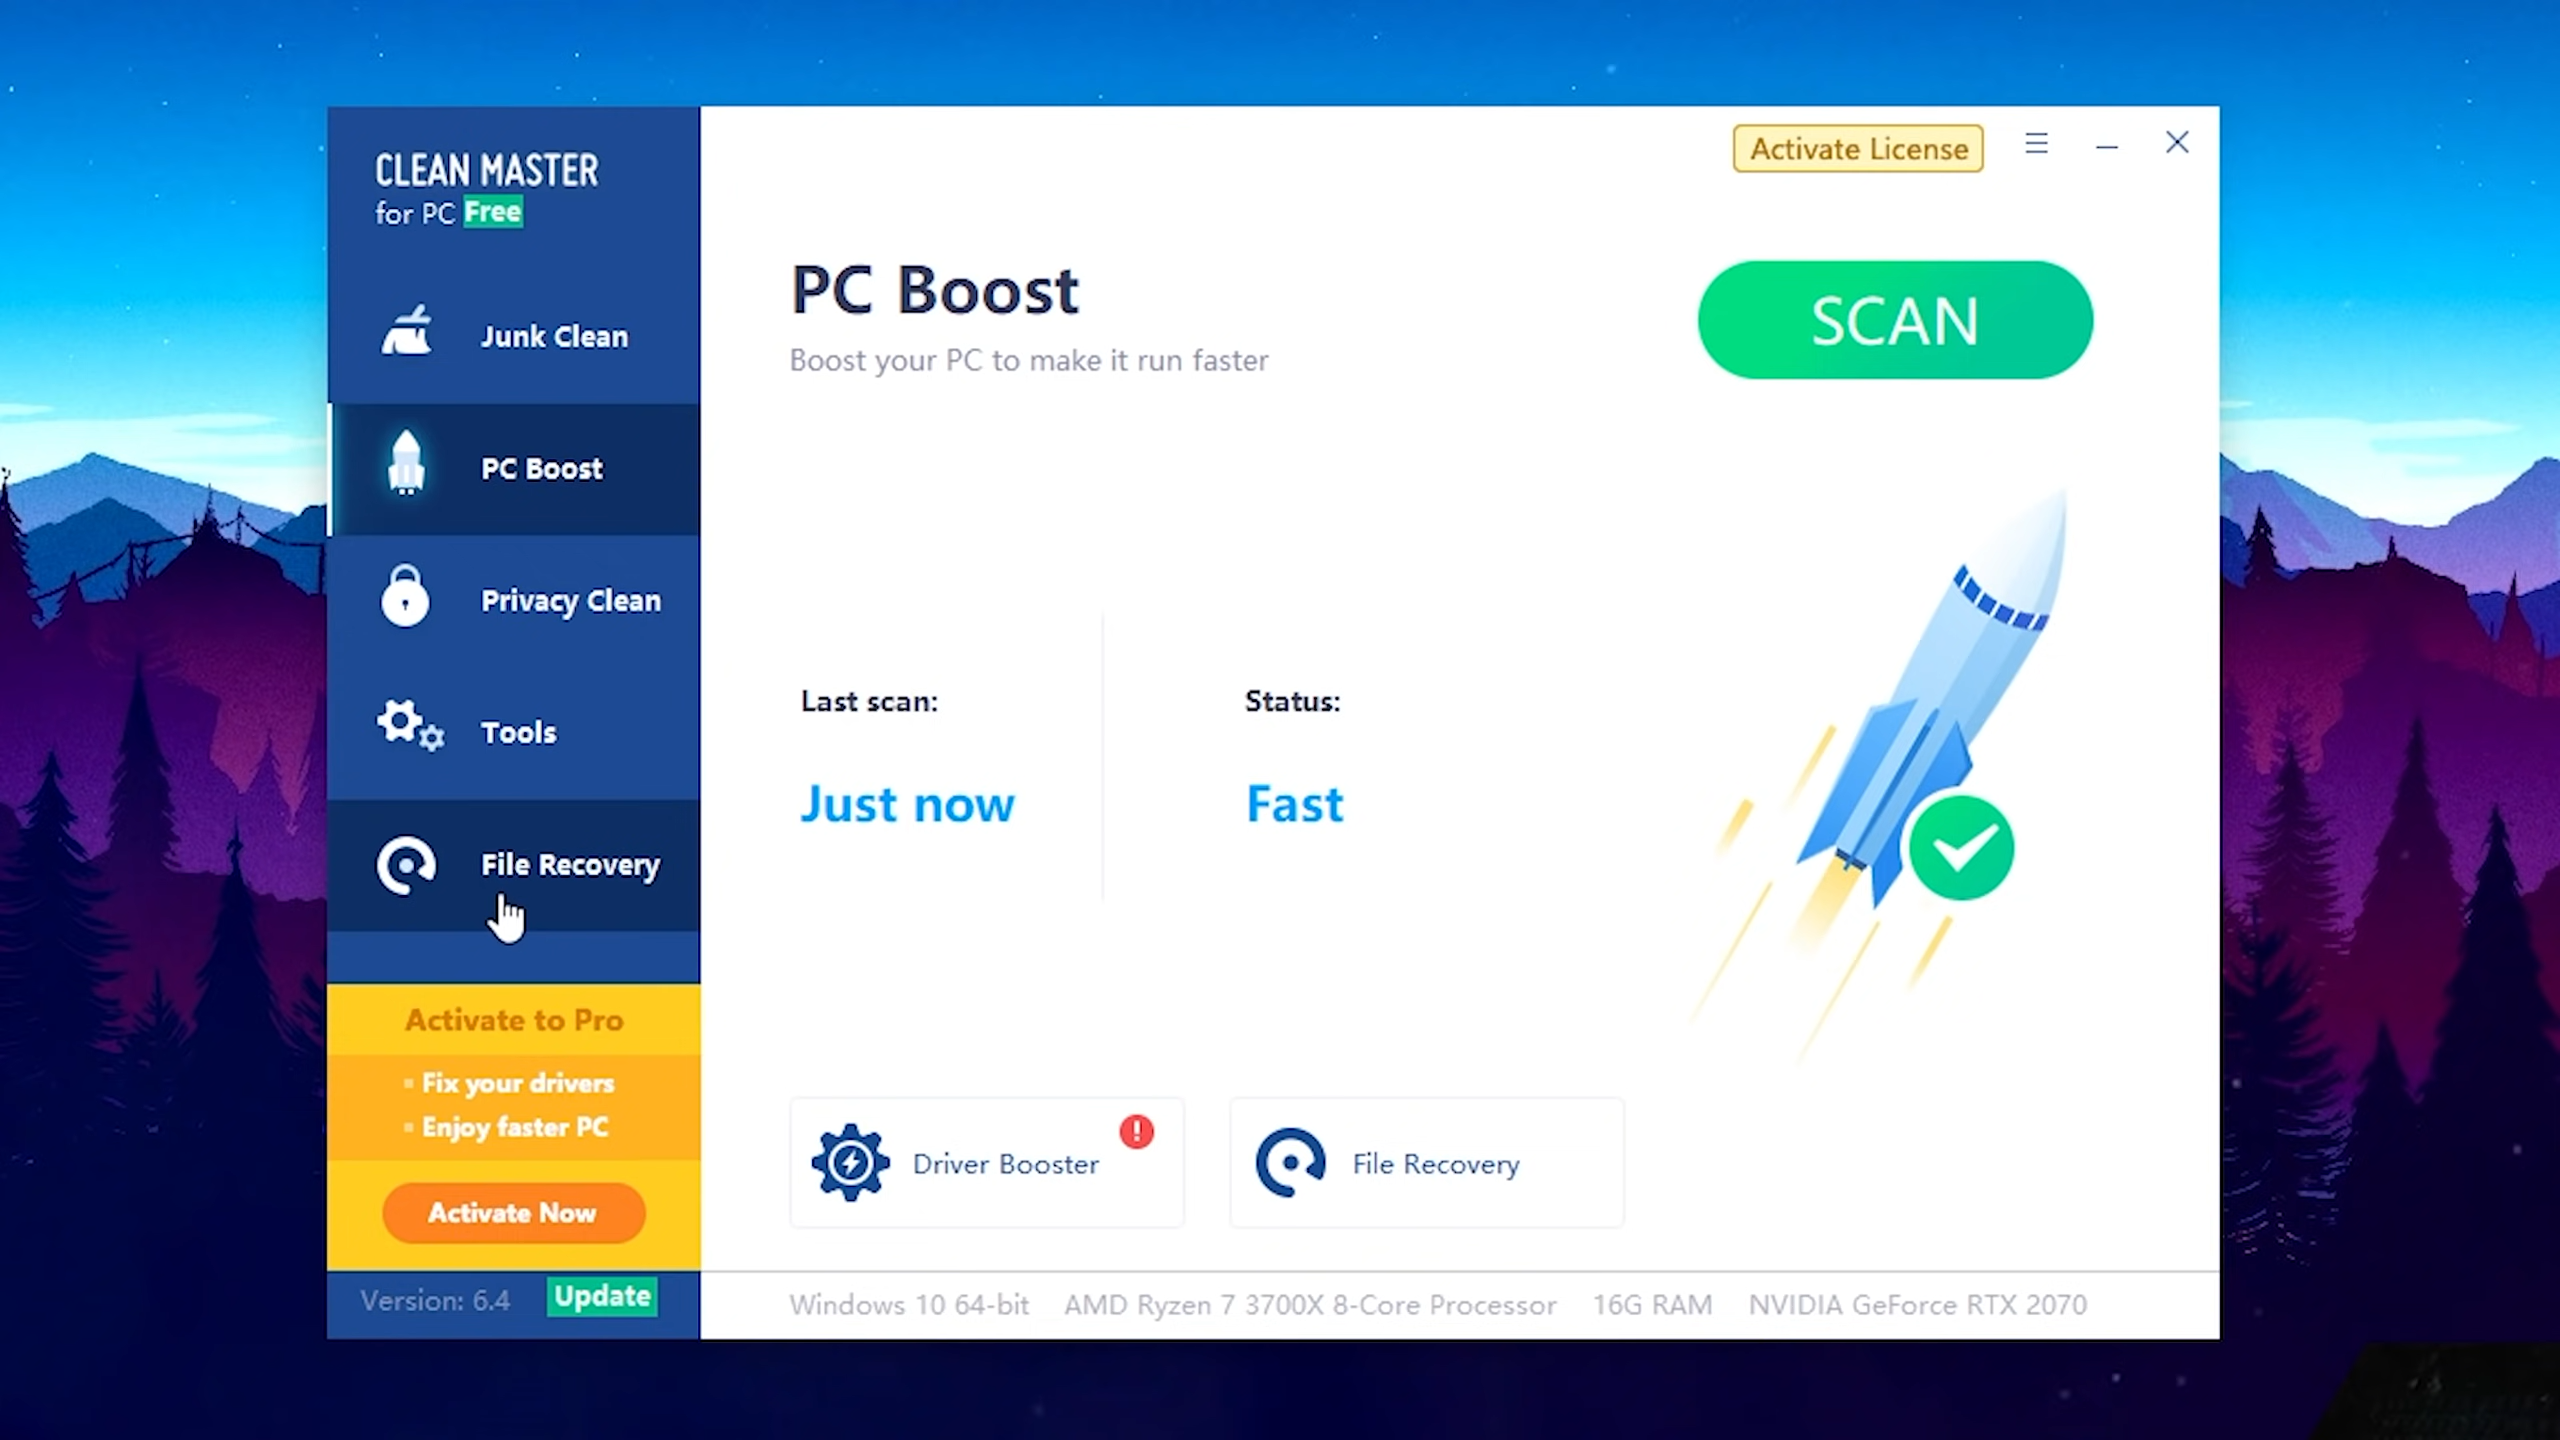 CLEAN MASTER
for PC Free
Junk Clean
PC Boost
Privacy Clean
Tools
File Recovery
Activate to Pro
Fix your drivers
Enjoy faster PC
Activate Now
Version: 6.4 Update
Activate License
PC Boost
Boost your PC to make it run faster
SCAN
Last scan:
Just now
Status:
Fast
Driver Booster
!
File Recovery
Windows 10 64-bit AMD Ryzen 7 3700X 8-Core Processor 16G RAM NVIDIA GeForce RTX 2070